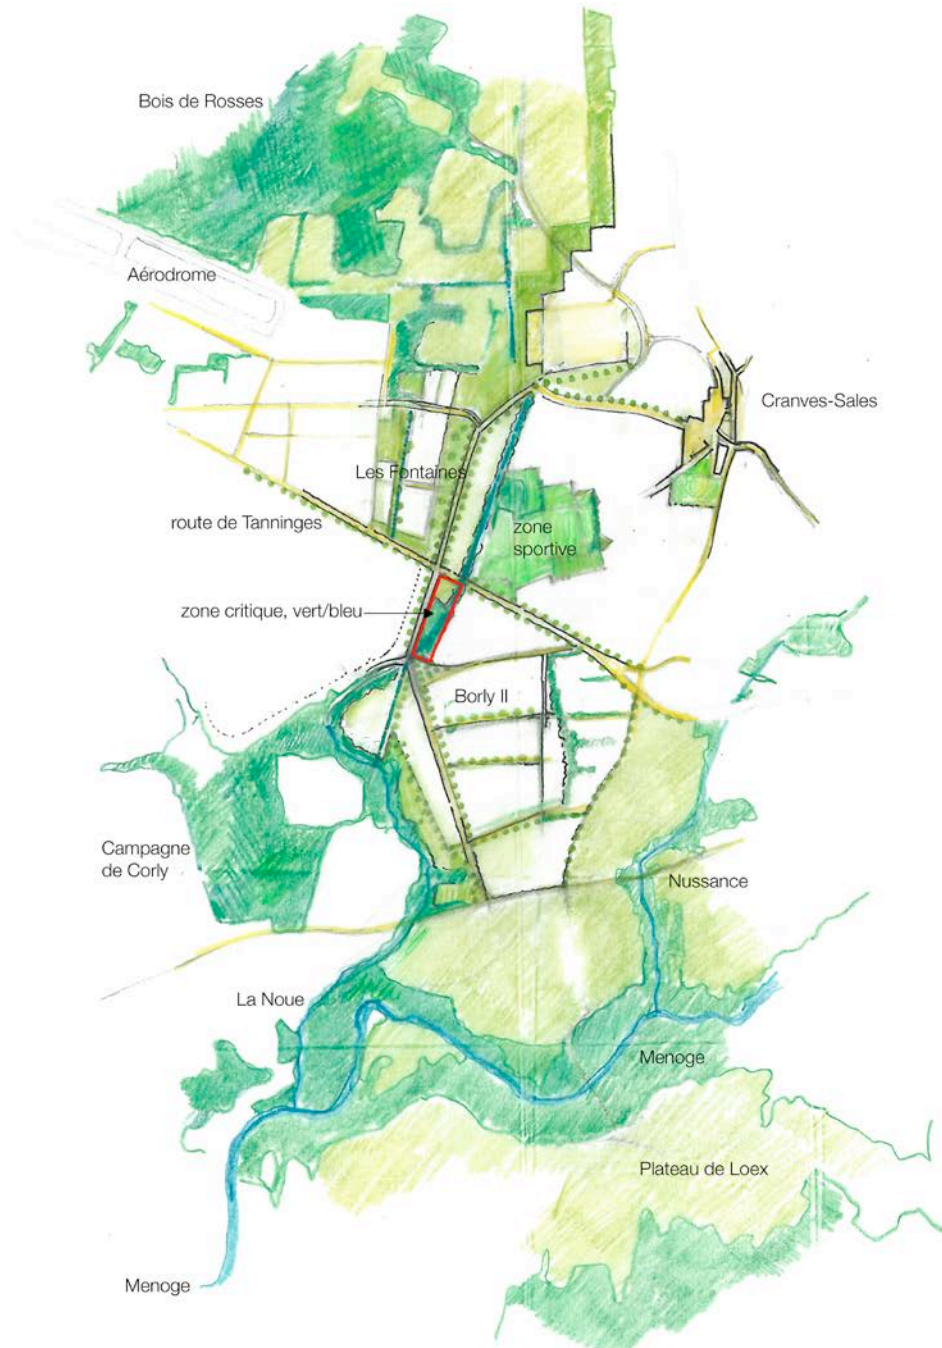 Bois de Rosses
Aérodrome
Cranves-Sales
Les Fontaines
route de Tanninges
zone
sportive
zone critique, vert/bleu
Borly II
Campagne
de Corly
Nussance
La Noue
Menoge
Plateau de Loex
Menoge